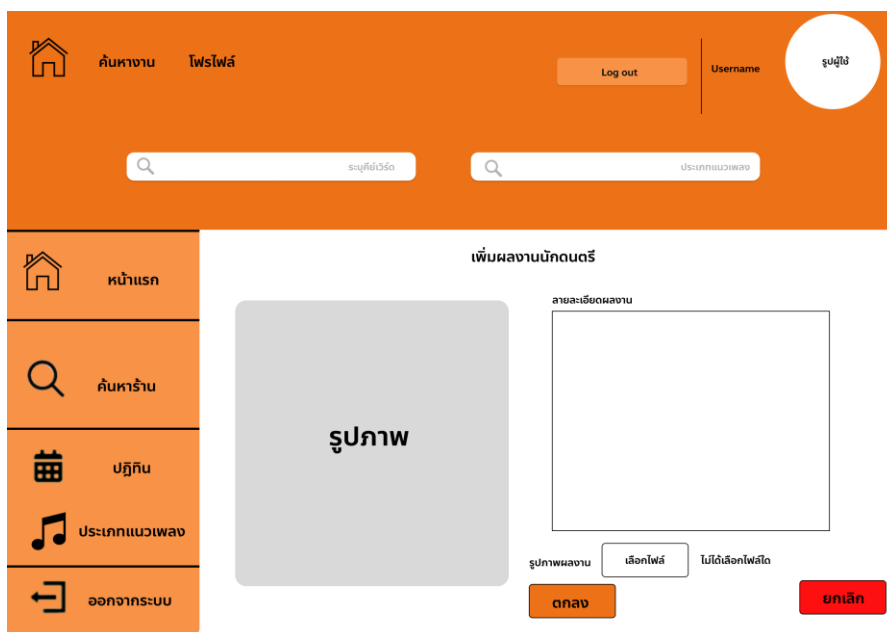 ค้นหางาน โฟรไฟล์
Log out
Username
รูปผู้ใช้
ระบุคีย์เวิร์ด
ประเภทแนวเพลง
หน้าแรก
ค้นหาร้าน
ปฏิทิน
ประเภทแนวเพลง
ออกจากระบบ
เพิ่มผลงานนักดนตรี
รูปภาพ
ลายละเอียดผลงาน
รูปภาพผลงาน เลือกไฟล์ ไม่ได้เลือกไฟล์ใด
ตกลง
ยกเลิก